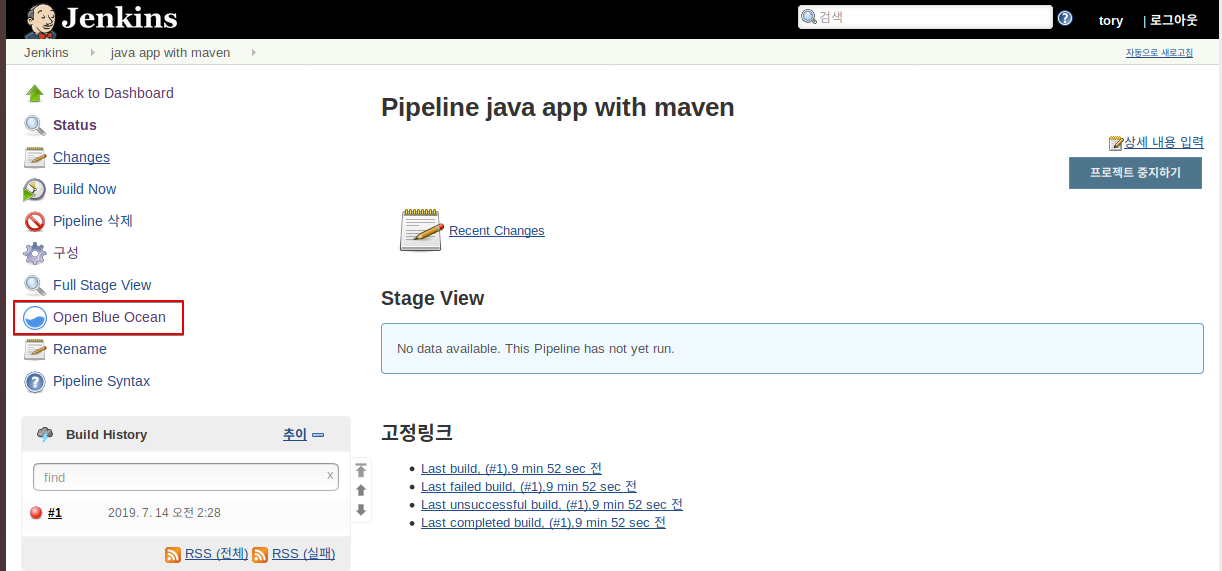 Jenkins
검색
tory | 로그아웃
Jenkins java app with maven
자동으로 새로고침
Back to Dashboard
Status
Changes
Build Now
Pipeline 삭제
구성
Full Stage View
Open Blue Ocean
Rename
Pipeline Syntax
Build History 추이
find x
#1 2019. 7. 14 오전 2:28
RSS (전체) RSS (실패)
Pipeline java app with maven
상세 내용 입력
프로젝트 중지하기
Recent Changes
Stage View
No data available. This Pipeline has not yet run.
고정링크
Last build, (#1),9 min 52 sec 전
Last failed build, (#1),9 min 52 sec 전
Last unsuccessful build, (#1),9 min 52 sec 전
Last completed build, (#1),9 min 52 sec 전